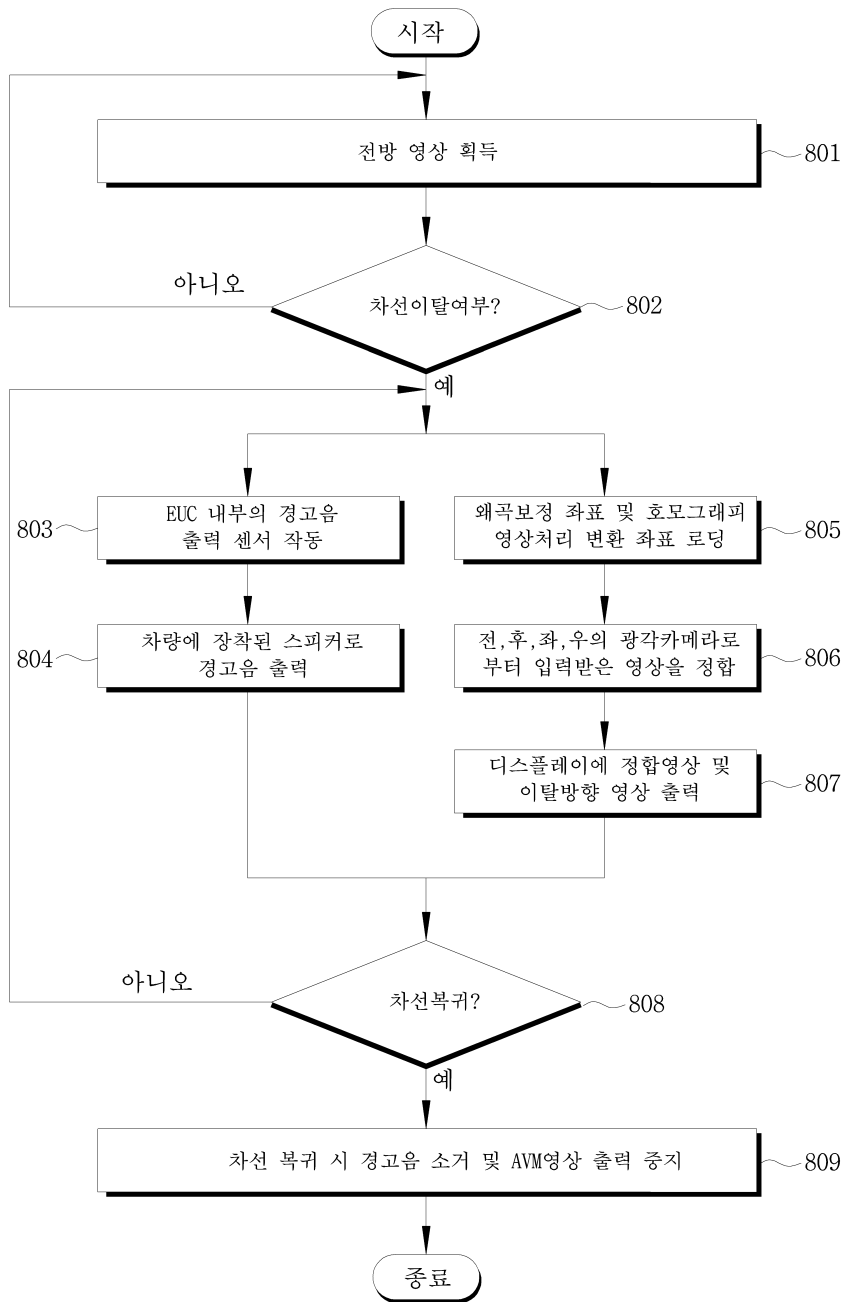 시작
전방 영상 획득
801
아니오
차선이탈여부?
802
예
803
EUC 내부의 경고음
출력 센서 작동
왜곡보정 좌표 및 호모그래피
영상처리 변환 좌표 로딩
805
804
차량에 장착된 스피커로
경고음 출력
전,후,좌,우의 광각카메라로
부터 입력받은 영상을 정합
806
디스플레이에 정합영상 및
이탈방향 영상 출력
807
아니오
차선복귀?
808
예
차선 복귀 시 경고음 소거 및 AVM영상 출력 중지
809
종료